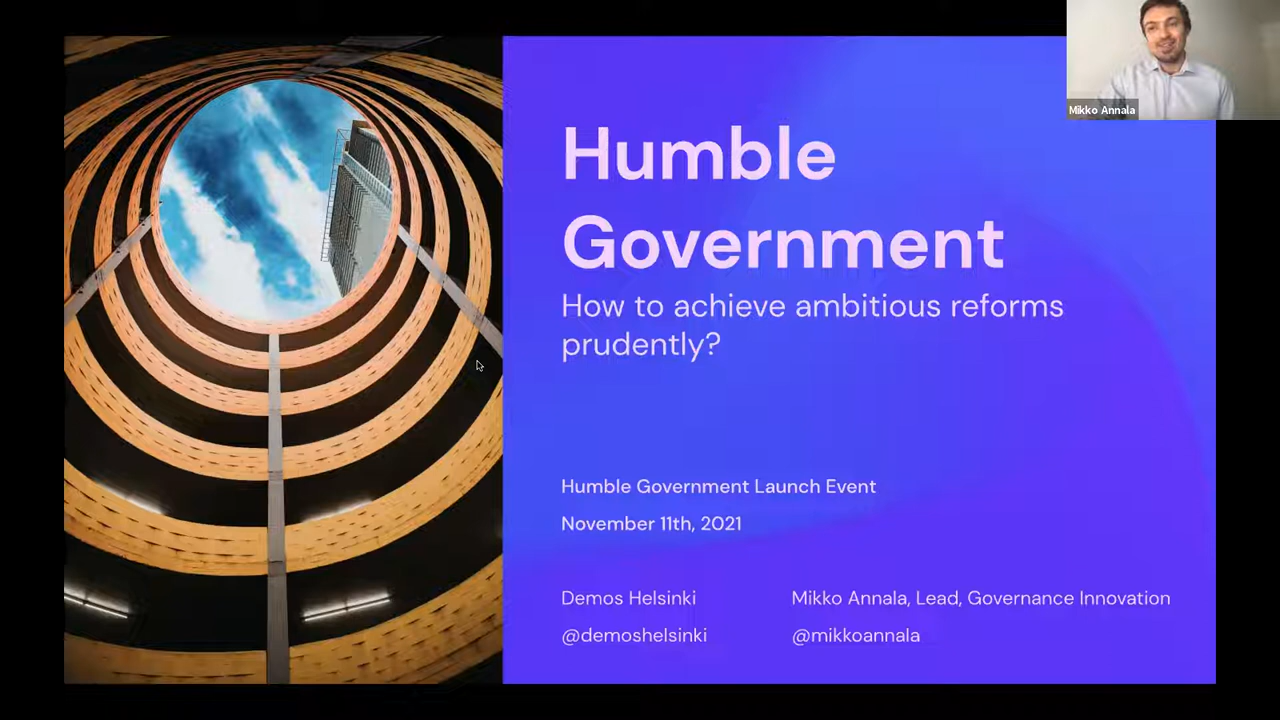 Mikko Annala
Humble
Government
How to achieve ambitious reforms
prudently?
Humble Government Launch Event
November 11th, 2021
Demos Helsinki
@demoshelsinki
Mikko Annala, Lead, Governance Innovation
@mikkoannala